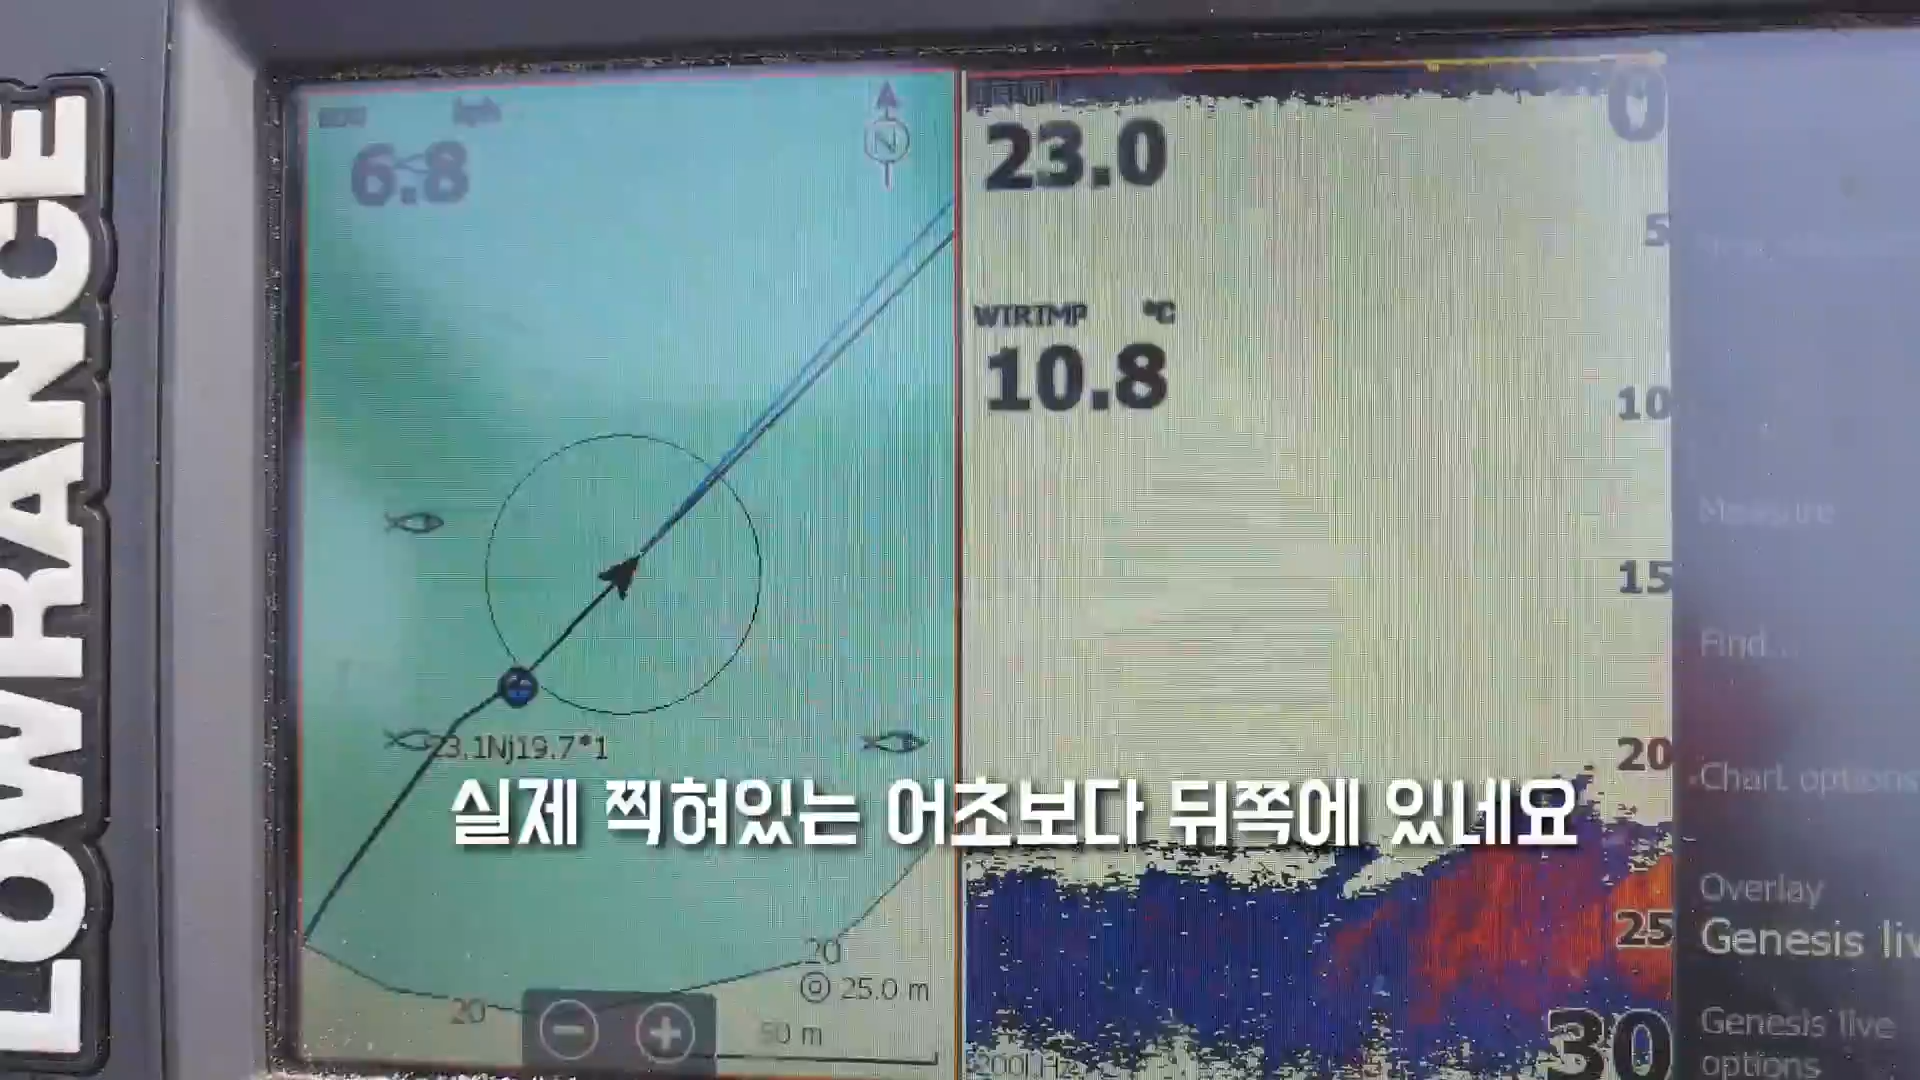 LOWRANCE
kph
6.8
N
23.1Nj19.7*1
20
20
25.0 m
50 m
23.0
WTRTMP °C
10.8
0
5
10
15
20
25
30
Measure
Find...
Chart options
Overlay
Genesis liv
Genesis live
options
실제 찍혀있는 어초보다 뒤쪽에 있네요